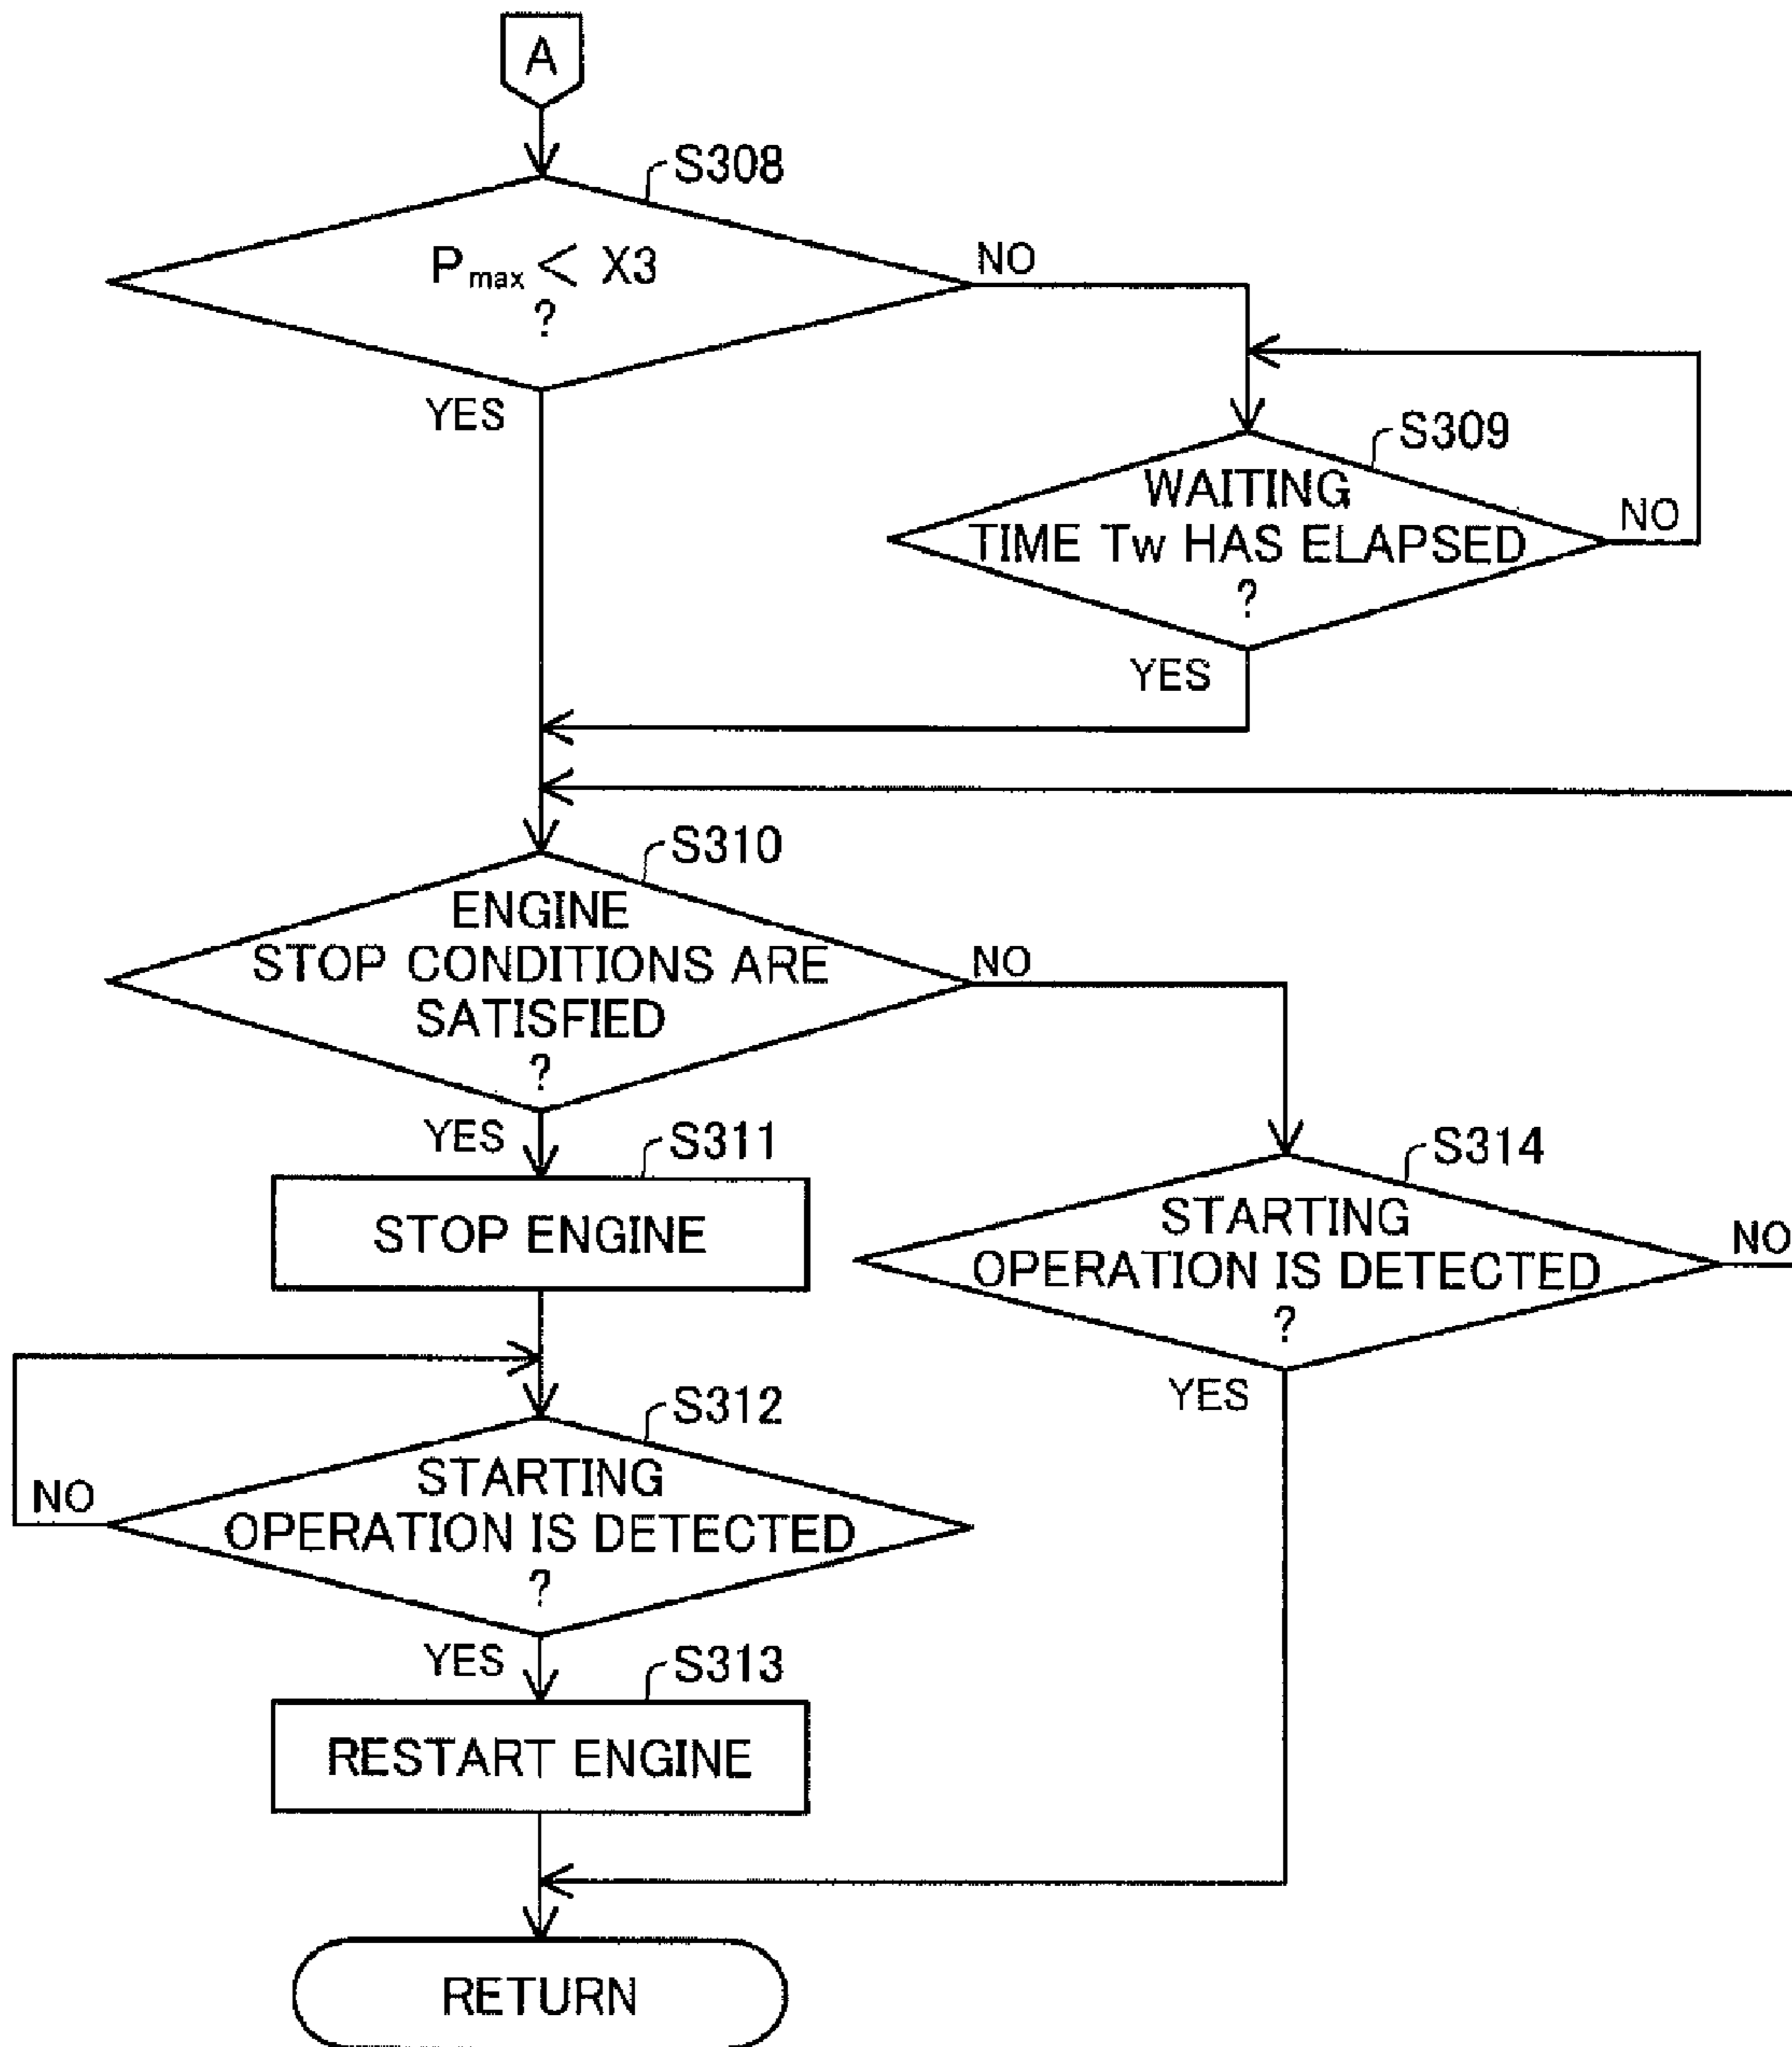 A
S308
Pmax < X3
?
NO
YES
S309
WAITING
TIME Tw HAS ELAPSED
?
NO
YES
S310
ENGINE
STOP CONDITIONS ARE
SATISFIED
?
NO
YES
S311
STOP ENGINE
S314
STARTING
OPERATION IS DETECTED
?
NO
YES
S312
STARTING
OPERATION IS DETECTED
?
NO
YES
S313
RESTART ENGINE
RETURN